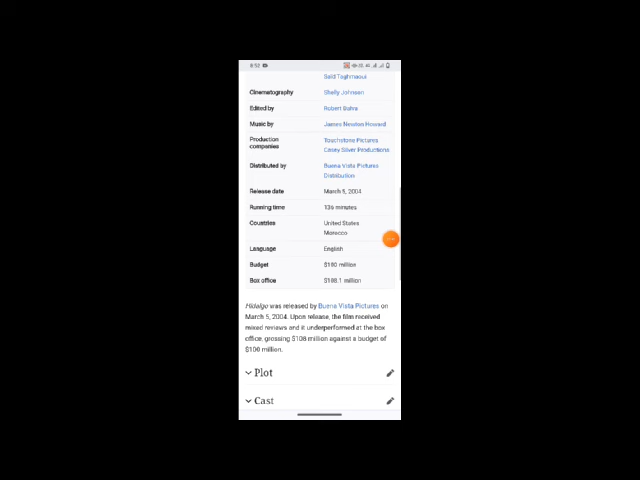 8:52
Saïd Taghmaoui
Cinematography Shelly Johnson
Edited by Robert Dalva
Music by James Newton Howard
Production companies Touchstone Pictures
Casey Silver Productions
Distributed by Buena Vista Pictures
Distribution
Release date March 5, 2004
Running time 136 minutes
Countries United States
Morocco
Language English
Budget $100 million
Box office $108.1 million
Hidalgo was released by Buena Vista Pictures on
March 5, 2004. Upon release, the film received
mixed reviews and it underperformed at the box
office, grossing $108 million against a budget of
$100 million.
Plot
Cast